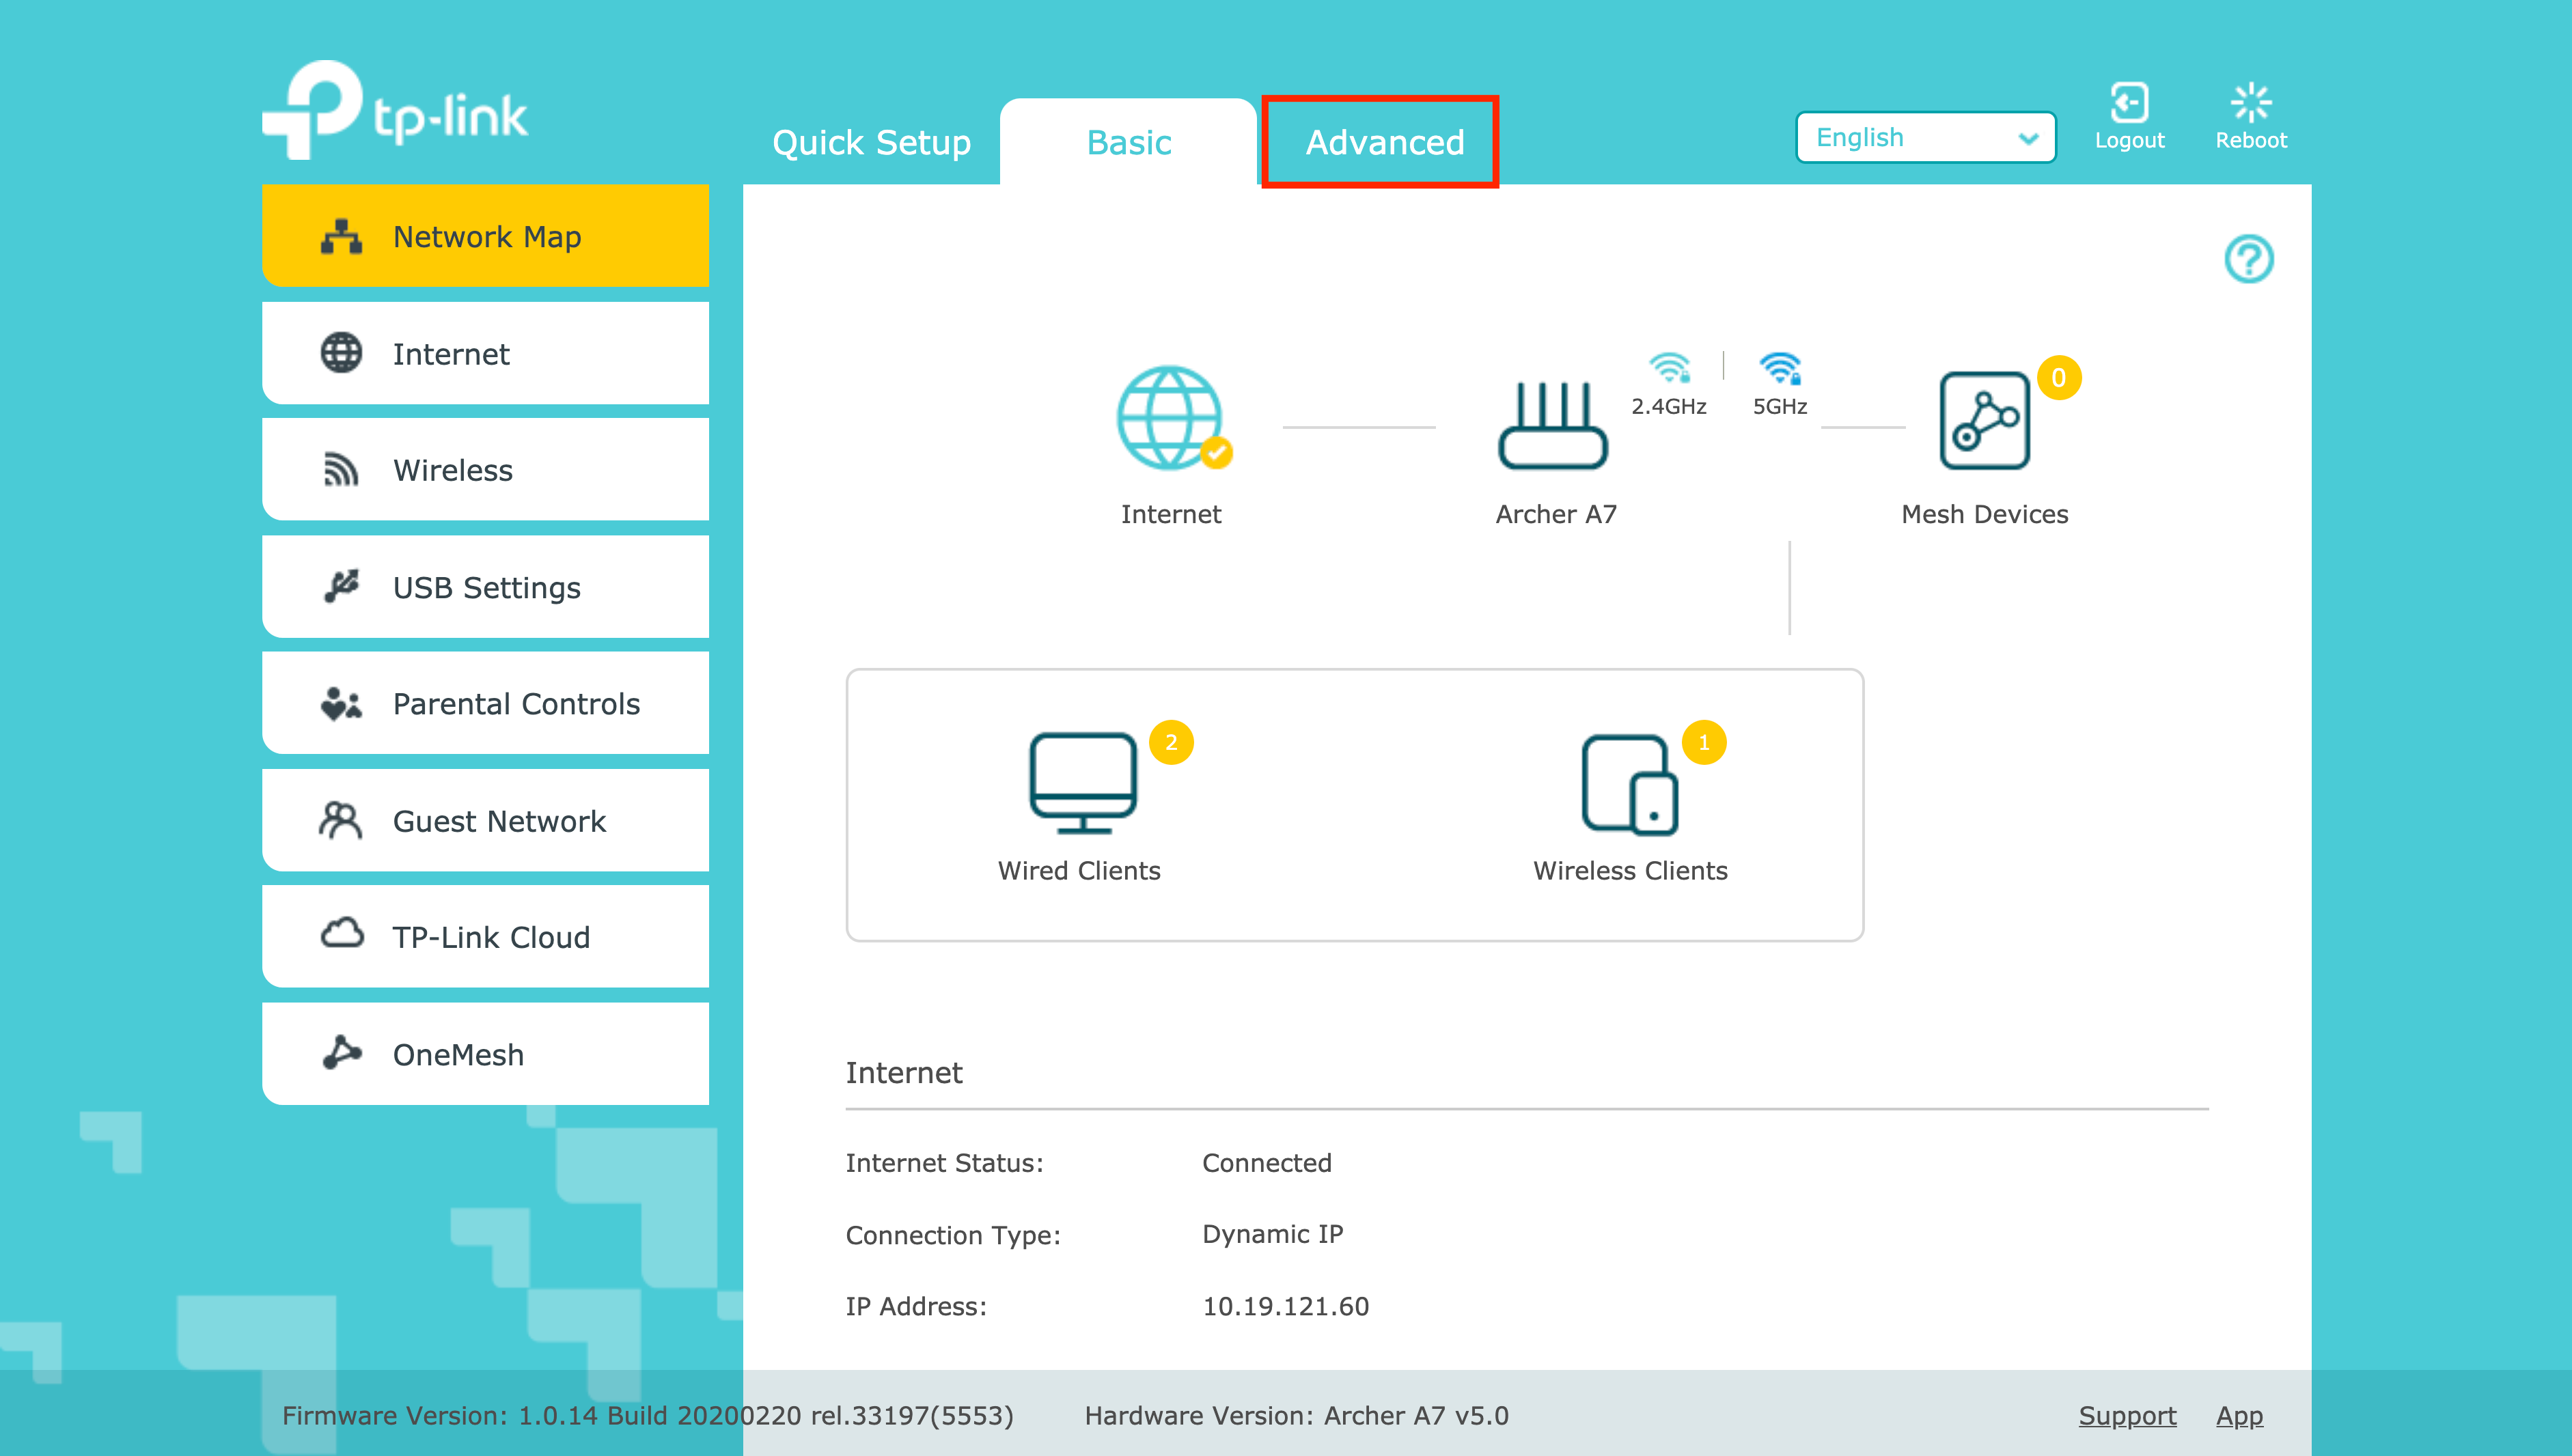 tp-link
Quick Setup
Basic
Advanced
English
Logout
Reboot
Network Map
Internet
Wireless
USB Settings
Parental Controls
Guest Network
TP-Link Cloud
OneMesh
?
2.4GHz
5GHz
0
Internet
Archer A7
Mesh Devices
2
1
Wired Clients
Wireless Clients
Internet
Internet Status: Connected
Connection Type: Dynamic IP
IP Address: 10.19.121.60
Firmware Version: 1.0.14 Build 20200220 rel.33197(5553) Hardware Version: Archer A7 v5.0 Support App